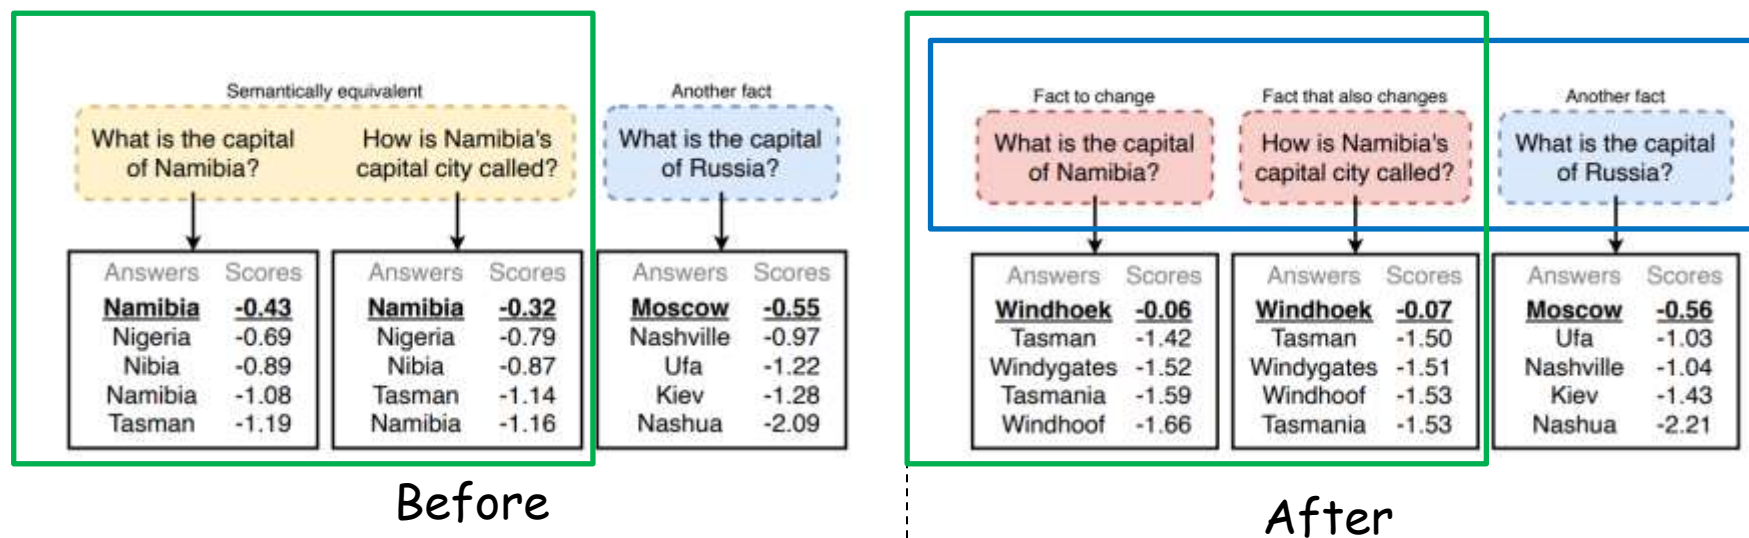 Semantically equivalent
What is the capital
of Namibia?
How is Namibia's
capital city called?
Another fact
What is the capital
of Russia?
Answers Scores
Namibia -0.43
Nigeria -0.69
Nibia -0.89
Namibia -1.08
Tasman -1.19
Answers Scores
Namibia -0.32
Nigeria -0.79
Nibia -0.87
Tasman -1.14
Namibia -1.16
Answers Scores
Moscow -0.55
Nashville -0.97
Ufa -1.22
Kiev -1.28
Nashua -2.09
Before
Fact to change
What is the capital
of Namibia?
Fact that also changes
How is Namibia's
capital city called?
Another fact
What is the capital
of Russia?
Answers Scores
Windhoek -0.06
Tasman -1.42
Windygates -1.52
Tasmania -1.59
Windhoof -1.66
Answers Scores
Windhoek -0.07
Tasman -1.50
Windygates -1.51
Windhoof -1.53
Tasmania -1.53
Answers Scores
Moscow -0.56
Ufa -1.03
Nashville -1.04
Kiev -1.43
Nashua -2.21
After